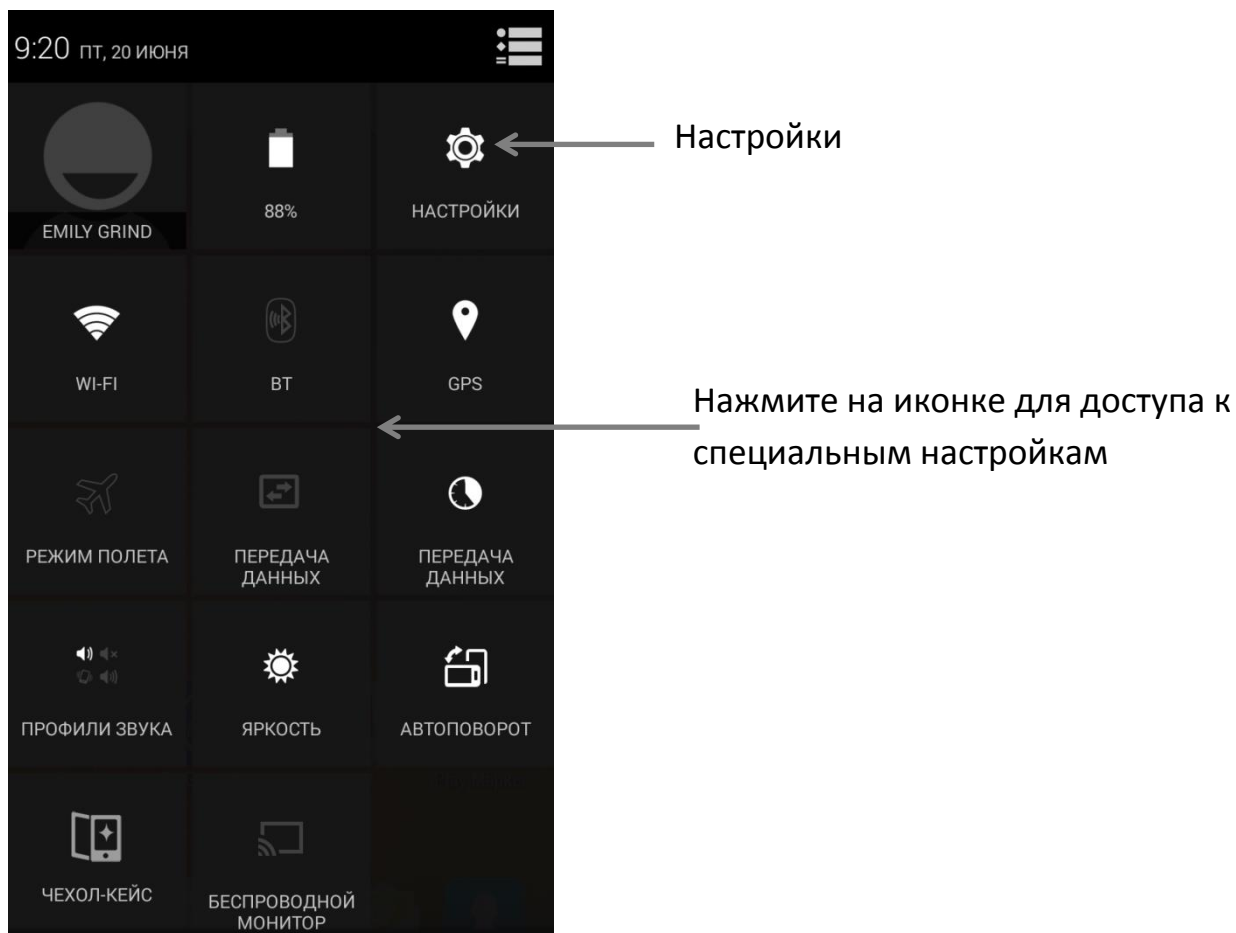 9:20 ПТ, 20 ИЮНЯ
EMILY GRIND
88%
НАСТРОЙКИ
Настройки
WI-FI
BT
GPS
Нажмите на иконке для доступа к
специальным настройкам
РЕЖИМ ПОЛЕТА
ПЕРЕДАЧА
ДАННЫХ
ПЕРЕДАЧА
ДАННЫХ
ПРОФИЛИ ЗВУКА
ЯРКОСТЬ
АВТОПОВОРОТ
ЧЕХОЛ-КЕЙС
БЕСПРОВОДНОЙ
МОНИТОР